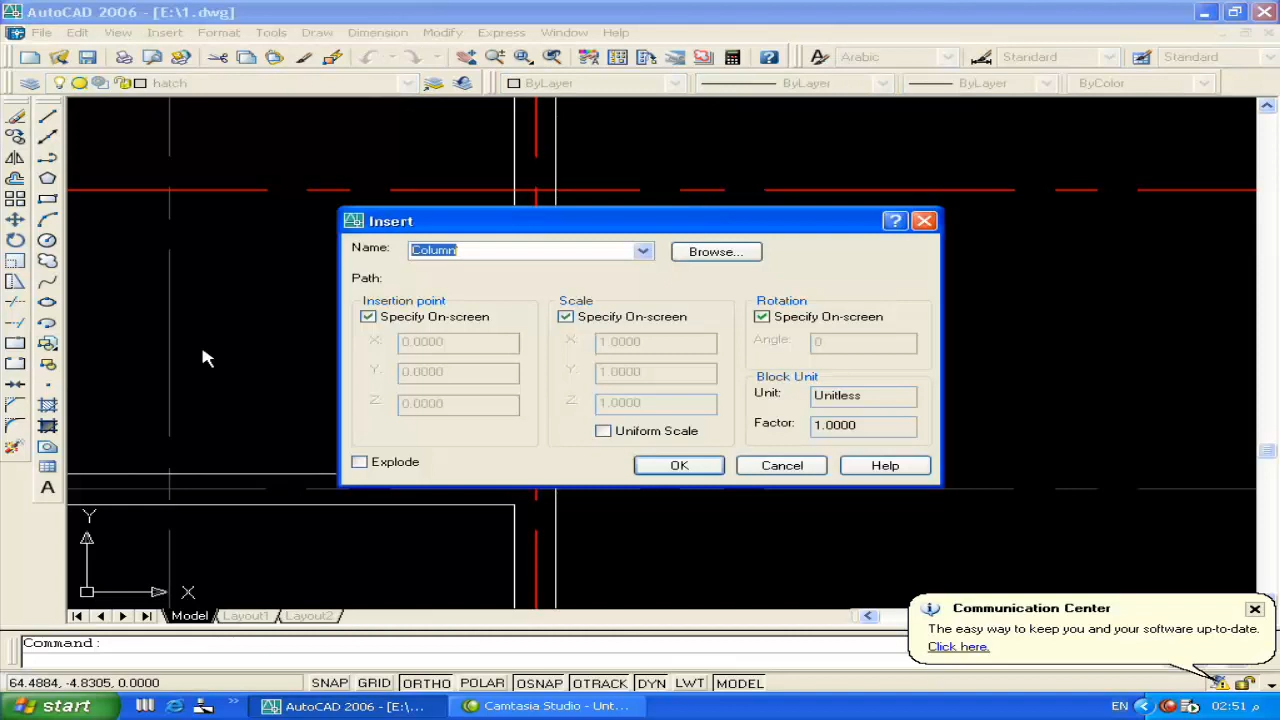 AutoCAD 2006 - [E:\1.dwg]
File Edit View Insert Format Tools Draw Dimension Modify Express Window Help
Arabic Standard Standard
hatch ByLayer ByLayer ByLayer ByColor
Insert
Name: Column Browse...
Path:
Insertion point Scale Rotation
Specify On-screen Specify On-screen Specify On-screen
X: 0.0000 X: 1.0000 Angle: 0
Y: 0.0000 Y: 1.0000
Z: 0.0000 Z: 1.0000
Block Unit
Unit: Unitless
Factor: 1.0000
Uniform Scale
Explode OK Cancel Help
Y
X
A
Model Layout1 Layout2
Communication Center
The easy way to keep you and your software up-to-date.
Click here.
Command:
64.4884, -4.8305, 0.0000 SNAP GRID ORTHO POLAR OSNAP OTRACK DYN LWT MODEL
start AutoCAD 2006 - [E:\... Camtasia Studio - Unt... EN 02:51 م